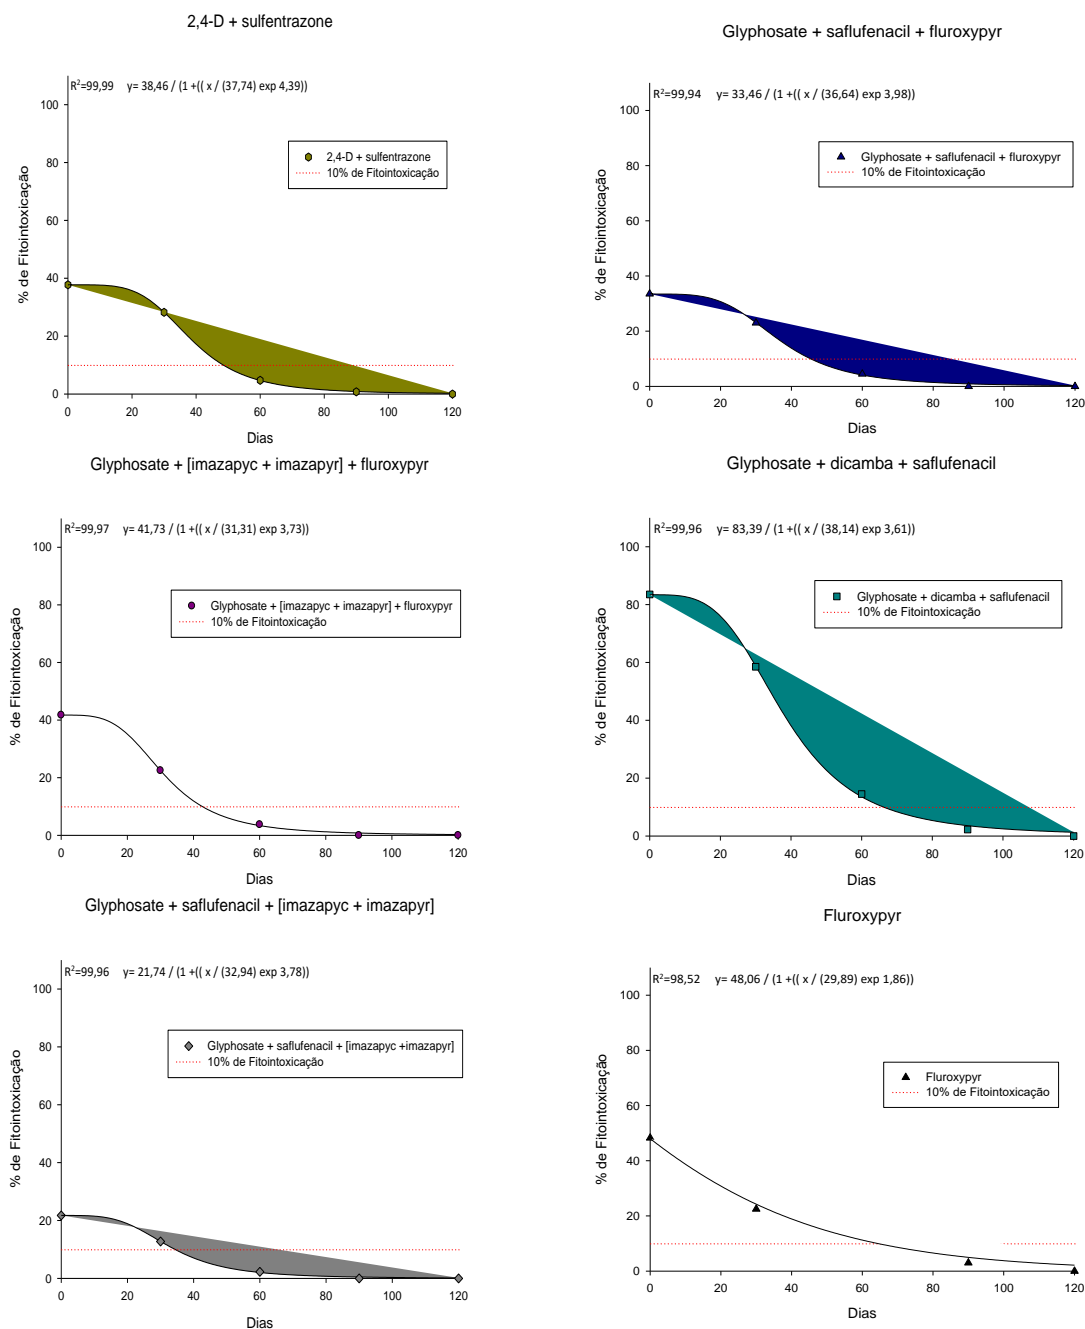 2,4-D + sulfentrazone
R²=99,99 y= 38,46 / (1 +(( x / (37,74) exp 4,39))
100
80
60
40
20
0
% de Fitointoxicação
2,4-D + sulfentrazone
10% de Fitointoxicação
0 20 40 60 80 100 120
Dias
Glyphosate + saflufenacil + fluroxypyr
R²=99,94 y= 33,46 / (1 +(( x / (36,64) exp 3,98))
100
80
60
40
20
0
% de Fitointoxicação
Glyphosate + saflufenacil + fluroxypyr
10% de Fitointoxicação
0 20 40 60 80 100 120
Dias
Glyphosate + [imazapyc + imazapyr] + fluroxypyr
R²=99,97 y= 41,73 / (1 +(( x / (31,31) exp 3,73))
100
80
60
40
20
0
% de Fitointoxicação
Glyphosate + [imazapyc + imazapyr] + fluroxypyr
10% de Fitointoxicação
0 20 40 60 80 100 120
Dias
Glyphosate + dicamba + saflufenacil
R²=99,96 y= 83,39 / (1 +(( x / (38,14) exp 3,61))
100
80
60
40
20
0
% de Fitointoxicação
Glyphosate + dicamba + saflufenacil
10% de Fitointoxicação
0 20 40 60 80 100 120
Dias
Glyphosate + saflufenacil + [imazapyc + imazapyr]
R²=99,96 y= 21,74 / (1 +(( x / (32,94) exp 3,78))
100
80
60
40
20
0
% de Fitointoxicação
Glyphosate + saflufenacil + [imazapyc +imazapyr]
10% de Fitointoxicação
0 20 40 60 80 100 120
Dias
Fluroxypyr
R²=98,52 y= 48,06 / (1 +(( x / (29,89) exp 1,86))
100
80
60
40
20
0
% de Fitointoxicação
Fluroxypyr
10% de Fitointoxicação
0 20 40 60 80 100 120
Dias